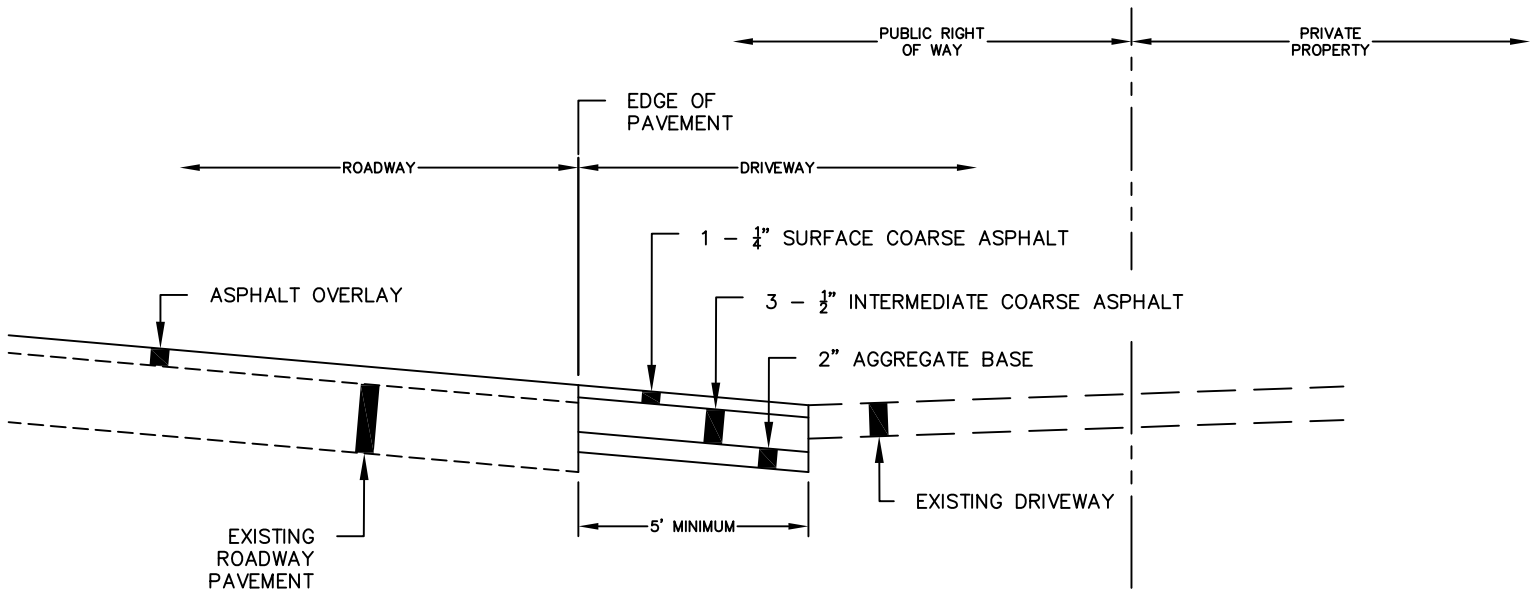 PUBLIC RIGHT
OF WAY
PRIVATE
PROPERTY
EDGE OF
PAVEMENT
ROADWAY
DRIVEWAY
1 - 1/4" SURFACE COARSE ASPHALT
ASPHALT OVERLAY
3 - 1/2" INTERMEDIATE COARSE ASPHALT
2" AGGREGATE BASE
EXISTING DRIVEWAY
5' MINIMUM
EXISTING
ROADWAY
PAVEMENT